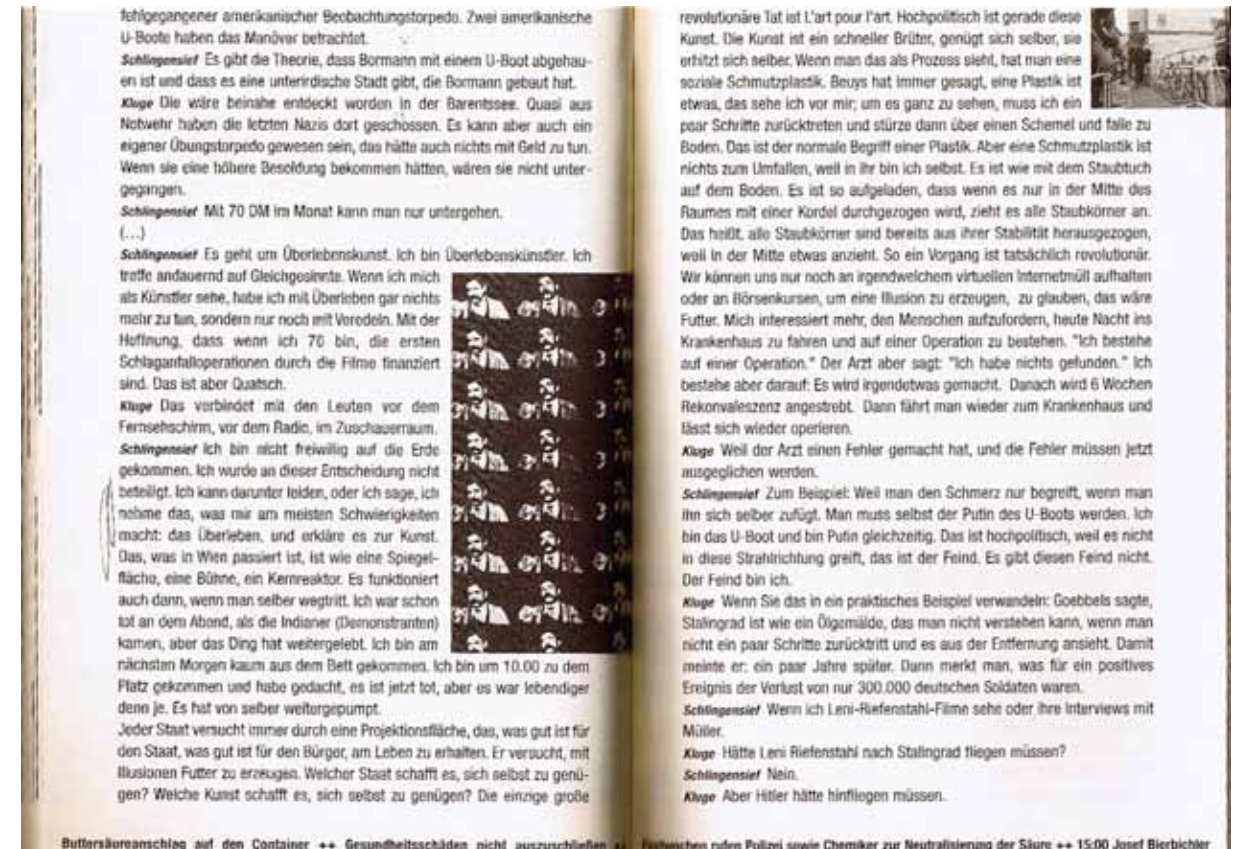 fehlgegangener amerikanischer Beobachtungstorpedo. Zwei amerikanische
U-Boote haben das Manöver betrachtet.
Schlingensief Es gibt die Theorie, dass Bormann mit einem U-Boot abgehau-
en ist und dass es eine unterirdische Stadt gibt, die Bormann gebaut hat.
Kluge Die wäre beinahe entdeckt worden in der Barentssee. Quasi aus
Notwehr haben die letzten Nazis dort geschossen. Es kann aber auch ein
eigener Übungstorpedo gewesen sein, das hätte auch nichts mit Geld zu tun.
Wenn sie eine höhere Besoldung bekommen hätten, wären sie nicht unter-
gegangen.
Schlingensief Mit 70 DM im Monat kann man nur untergehen.
(...)
Schlingensief Es geht um Überlebenskunst. Ich bin Überlebenskünstler. Ich
treffe andauernd auf Gleichgesinnte. Wenn ich mich
als Künstler sehe, habe ich mit Überleben gar nichts
mehr zu tun, sondern nur noch mit Veredeln. Mit der
Hoffnung, dass wenn ich 70 bin, die ersten
Schlaganfalloperationen durch die Filme finanziert
sind. Das ist aber Quatsch.
Kluge Das verbindet mit den Leuten vor dem
Fernsehschirm, vor dem Radio, im Zuschauerraum.
Schlingensief Ich bin nicht freiwillig auf die Erde
gekommen. Ich wurde an dieser Entscheidung nicht
beteiligt. Ich kann darunter leiden, oder ich sage, ich
nehme das, was mir am meisten Schwierigkeiten
macht: das Überleben, und erkläre es zur Kunst.
Das, was in Wien passiert ist, ist wie eine Spiegel-
fläche, eine Bühne, ein Kernreaktor. Es funktioniert
auch dann, wenn man selber wegtritt. Ich war schon
tot an dem Abend, als die Indianer (Demonstranten)
kamen, aber das Ding hat weitergelebt. Ich bin am
nächsten Morgen kaum aus dem Bett gekommen. Ich bin um 10.00 zu dem
Platz gekommen und habe gedacht, es ist jetzt tot, aber es war lebendiger
denn je. Es hat von selber weitergepumpt.
Jeder Staat versucht immer durch eine Projektionsfläche, das, was gut ist für
den Staat, was gut ist für den Bürger, am Leben zu erhalten. Er versucht, mit
Illusionen Futter zu erzeugen. Welcher Staat schafft es, sich selbst zu genü-
gen? Welche Kunst schafft es, sich selbst zu genügen? Die einzige große
Buttersäureanschlag auf den Container ++ Gesundheitsschäden nicht auszuschließen ++
revolutionäre Tat ist L'art pour l'art. Hochpolitisch ist gerade diese
Kunst. Die Kunst ist ein schneller Brüter, genügt sich selber, sie
erhitzt sich selber. Wenn man das als Prozess sieht, hat man eine
soziale Schmutzplastik. Beuys hat immer gesagt, eine Plastik ist
etwas, das sehe ich vor mir; um es ganz zu sehen, muss ich ein
paar Schritte zurücktreten und stürze dann über einen Schemel und falle zu
Boden. Das ist der normale Begriff einer Plastik. Aber eine Schmutzplastik ist
nichts zum Umfallen, weil in ihr bin ich selbst. Es ist wie mit dem Staubtuch
auf dem Boden. Es ist so aufgeladen, dass wenn es nur in der Mitte des
Raumes mit einer Kordel durchgezogen wird, zieht es alle Staubkörner an.
Das heißt, alle Staubkörner sind bereits aus ihrer Stabilität herausgezogen,
weil in der Mitte etwas anzieht. So ein Vorgang ist tatsächlich revolutionär.
Wir können uns nur noch an irgendwelchem virtuellen Internetmüll aufhalten
oder an Börsenkursen, um eine Illusion zu erzeugen, zu glauben, das wäre
Futter. Mich interessiert mehr, den Menschen aufzufordern, heute Nacht ins
Krankenhaus zu fahren und auf einer Operation zu bestehen. "Ich bestehe
auf einer Operation." Der Arzt aber sagt: "Ich habe nichts gefunden." Ich
bestehe aber darauf: Es wird irgendetwas gemacht. Danach wird 6 Wochen
Rekonvaleszenz angestrebt. Dann fährt man wieder zum Krankenhaus und
lässt sich wieder operieren.
Kluge Weil der Arzt einen Fehler gemacht hat, und die Fehler müssen jetzt
ausgeglichen werden.
Schlingensief Zum Beispiel: Weil man den Schmerz nur begreift, wenn man
ihn sich selber zufügt. Man muss selbst der Putin des U-Boots werden. Ich
bin das U-Boot und bin Putin gleichzeitig. Das ist hochpolitisch, weil es nicht
in diese Strahlrichtung greift, das ist der Feind. Es gibt diesen Feind nicht.
Der Feind bin ich.
Kluge Wenn Sie das in ein praktisches Beispiel verwandeln: Goebbels sagte,
Stalingrad ist wie ein Ölgemälde, das man nicht verstehen kann, wenn man
nicht ein paar Schritte zurücktritt und es aus der Entfernung ansieht. Damit
meinte er: ein paar Jahre später. Dann merkt man, was für ein positives
Ereignis der Verlust von nur 300.000 deutschen Soldaten waren.
Schlingensief Wenn ich Leni-Riefenstahl-Filme sehe oder ihre Interviews mit
Müller.
Kluge Hätte Leni Riefenstahl nach Stalingrad fliegen müssen?
Schlingensief Nein.
Kluge Aber Hitler hätte hinfliegen müssen.
Festwochen rufen Polizei sowie Chemiker zur Neutralisierung der Säure ++ 15:00 Josef Bierbichler